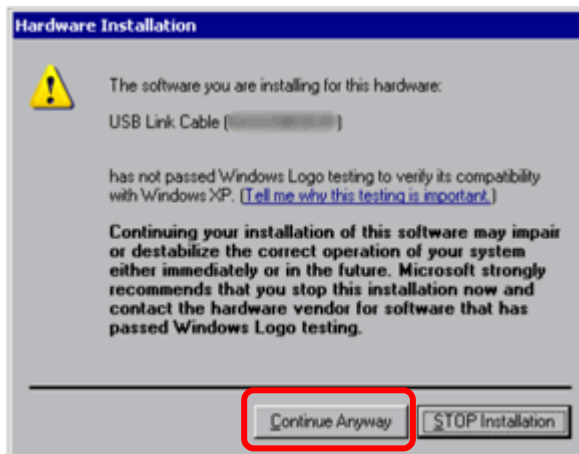 Hardware Installation
The software you are installing for this hardware:
USB Link Cable ( )
has not passed Windows Logo testing to verify its compatibility
with Windows XP. (Tell me why this testing is important.)
Continuing your installation of this software may impair
or destabilize the correct operation of your system
either immediately or in the future. Microsoft strongly
recommends that you stop this installation now and
contact the hardware vendor for software that has
passed Windows Logo testing.
Continue Anyway
STOP Installation